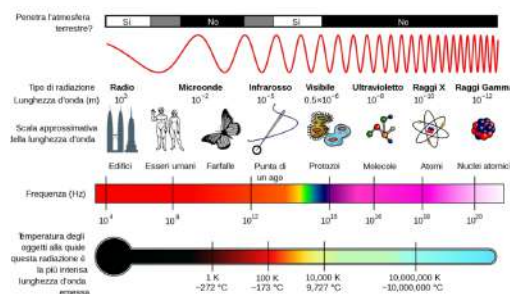 Penetra l'atmosfera
terrestre?
Sì No Sì No
Tipo di radiazione Radio Microonde Infrarosso Visibile Ultravioletto Raggi X Raggi Gamma
Lunghezza d'onda (m) 10³ 10⁻² 10⁻⁵ 0.5×10⁻⁶ 10⁻⁸ 10⁻¹⁰ 10⁻¹²
Scala approssimativa
della lunghezza d'onda
Edifici Esseri umani Farfalle Punta di
un ago
Protozoi Molecole Atomi Nuclei atomici
Frequenza (Hz)
10⁴ 10⁸ 10¹² 10¹⁵ 10¹⁶ 10¹⁸ 10²⁰
Temperatura degli
oggetti alla quale
questa radiazione è
la più intensa
lunghezza d'onda
emessa
1 K 100 K 10,000 K 10,000,000 K
−272 °C −173 °C 9,727 °C ~10,000,000 °C